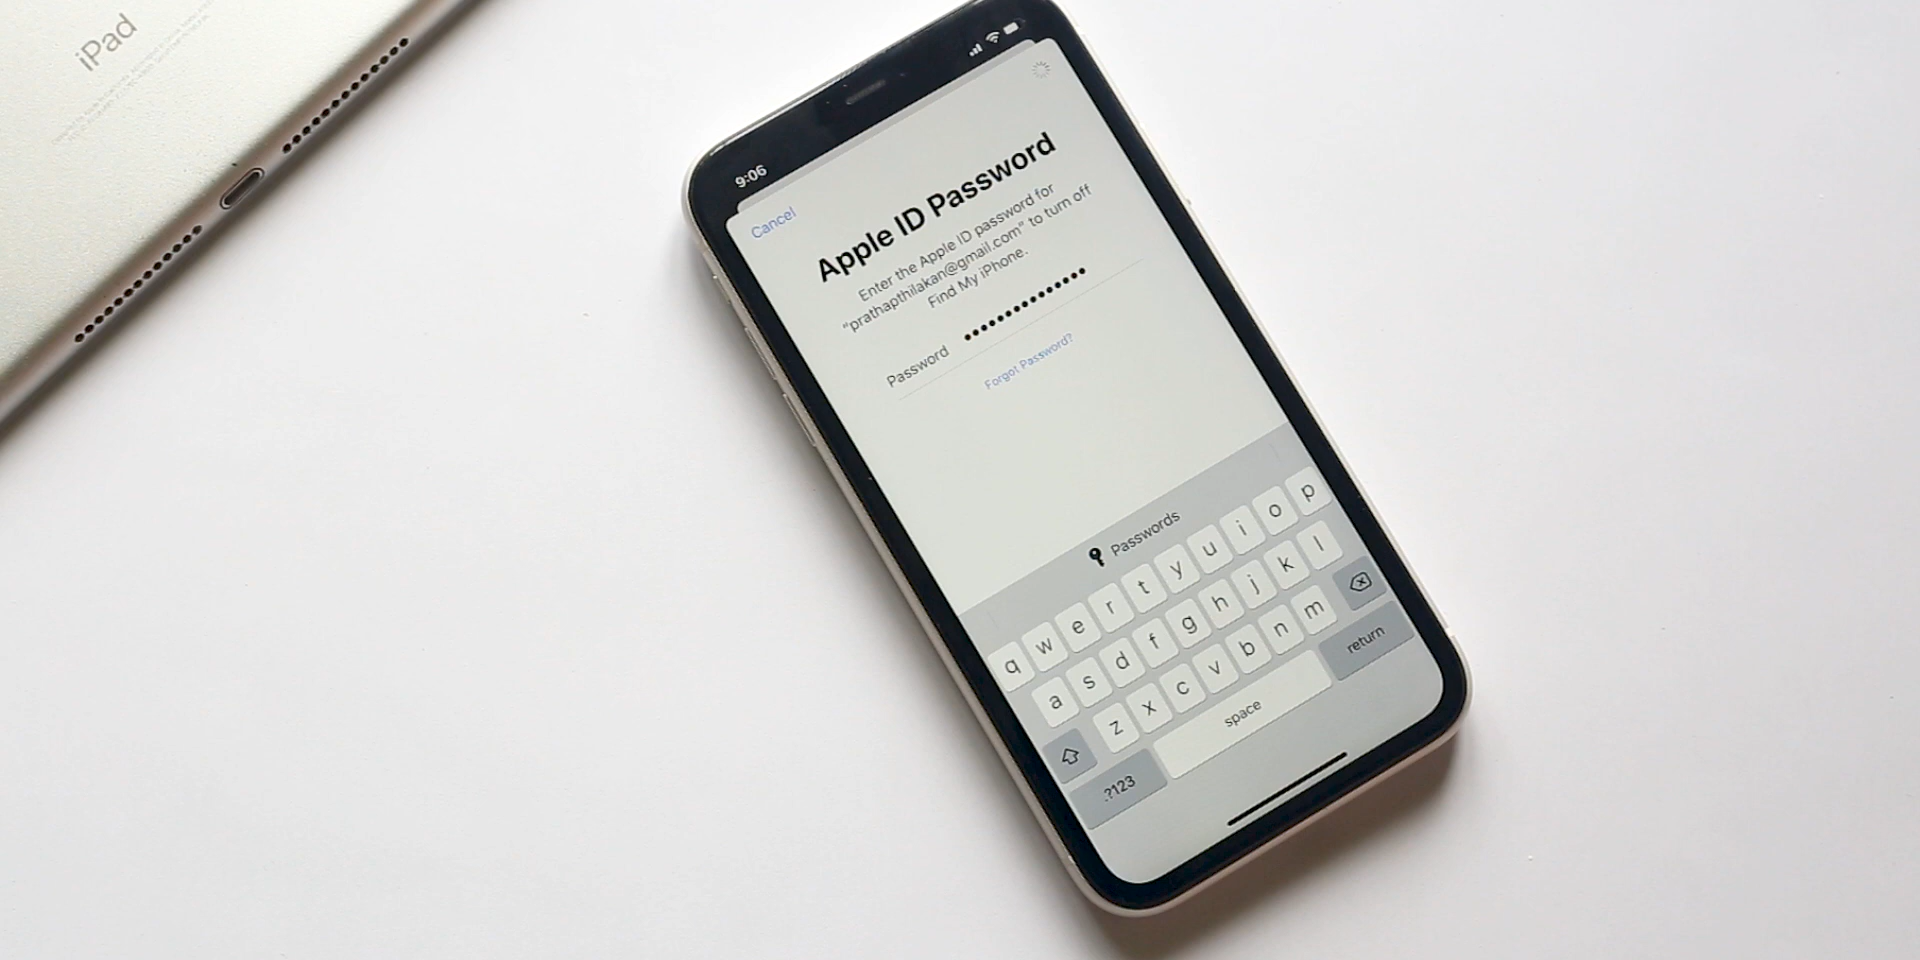 iPad
9:06
Cancel
Apple ID Password
Enter the Apple ID password for
"prathapthilakan@gmail.com" to turn off
Find My iPhone.
Password ●●●●●●●●●●●●●●●
Forgot Password?
Passwords
q w e r t y u i o p
a s d f g h j k l
z x c v b n m
.?123 space return